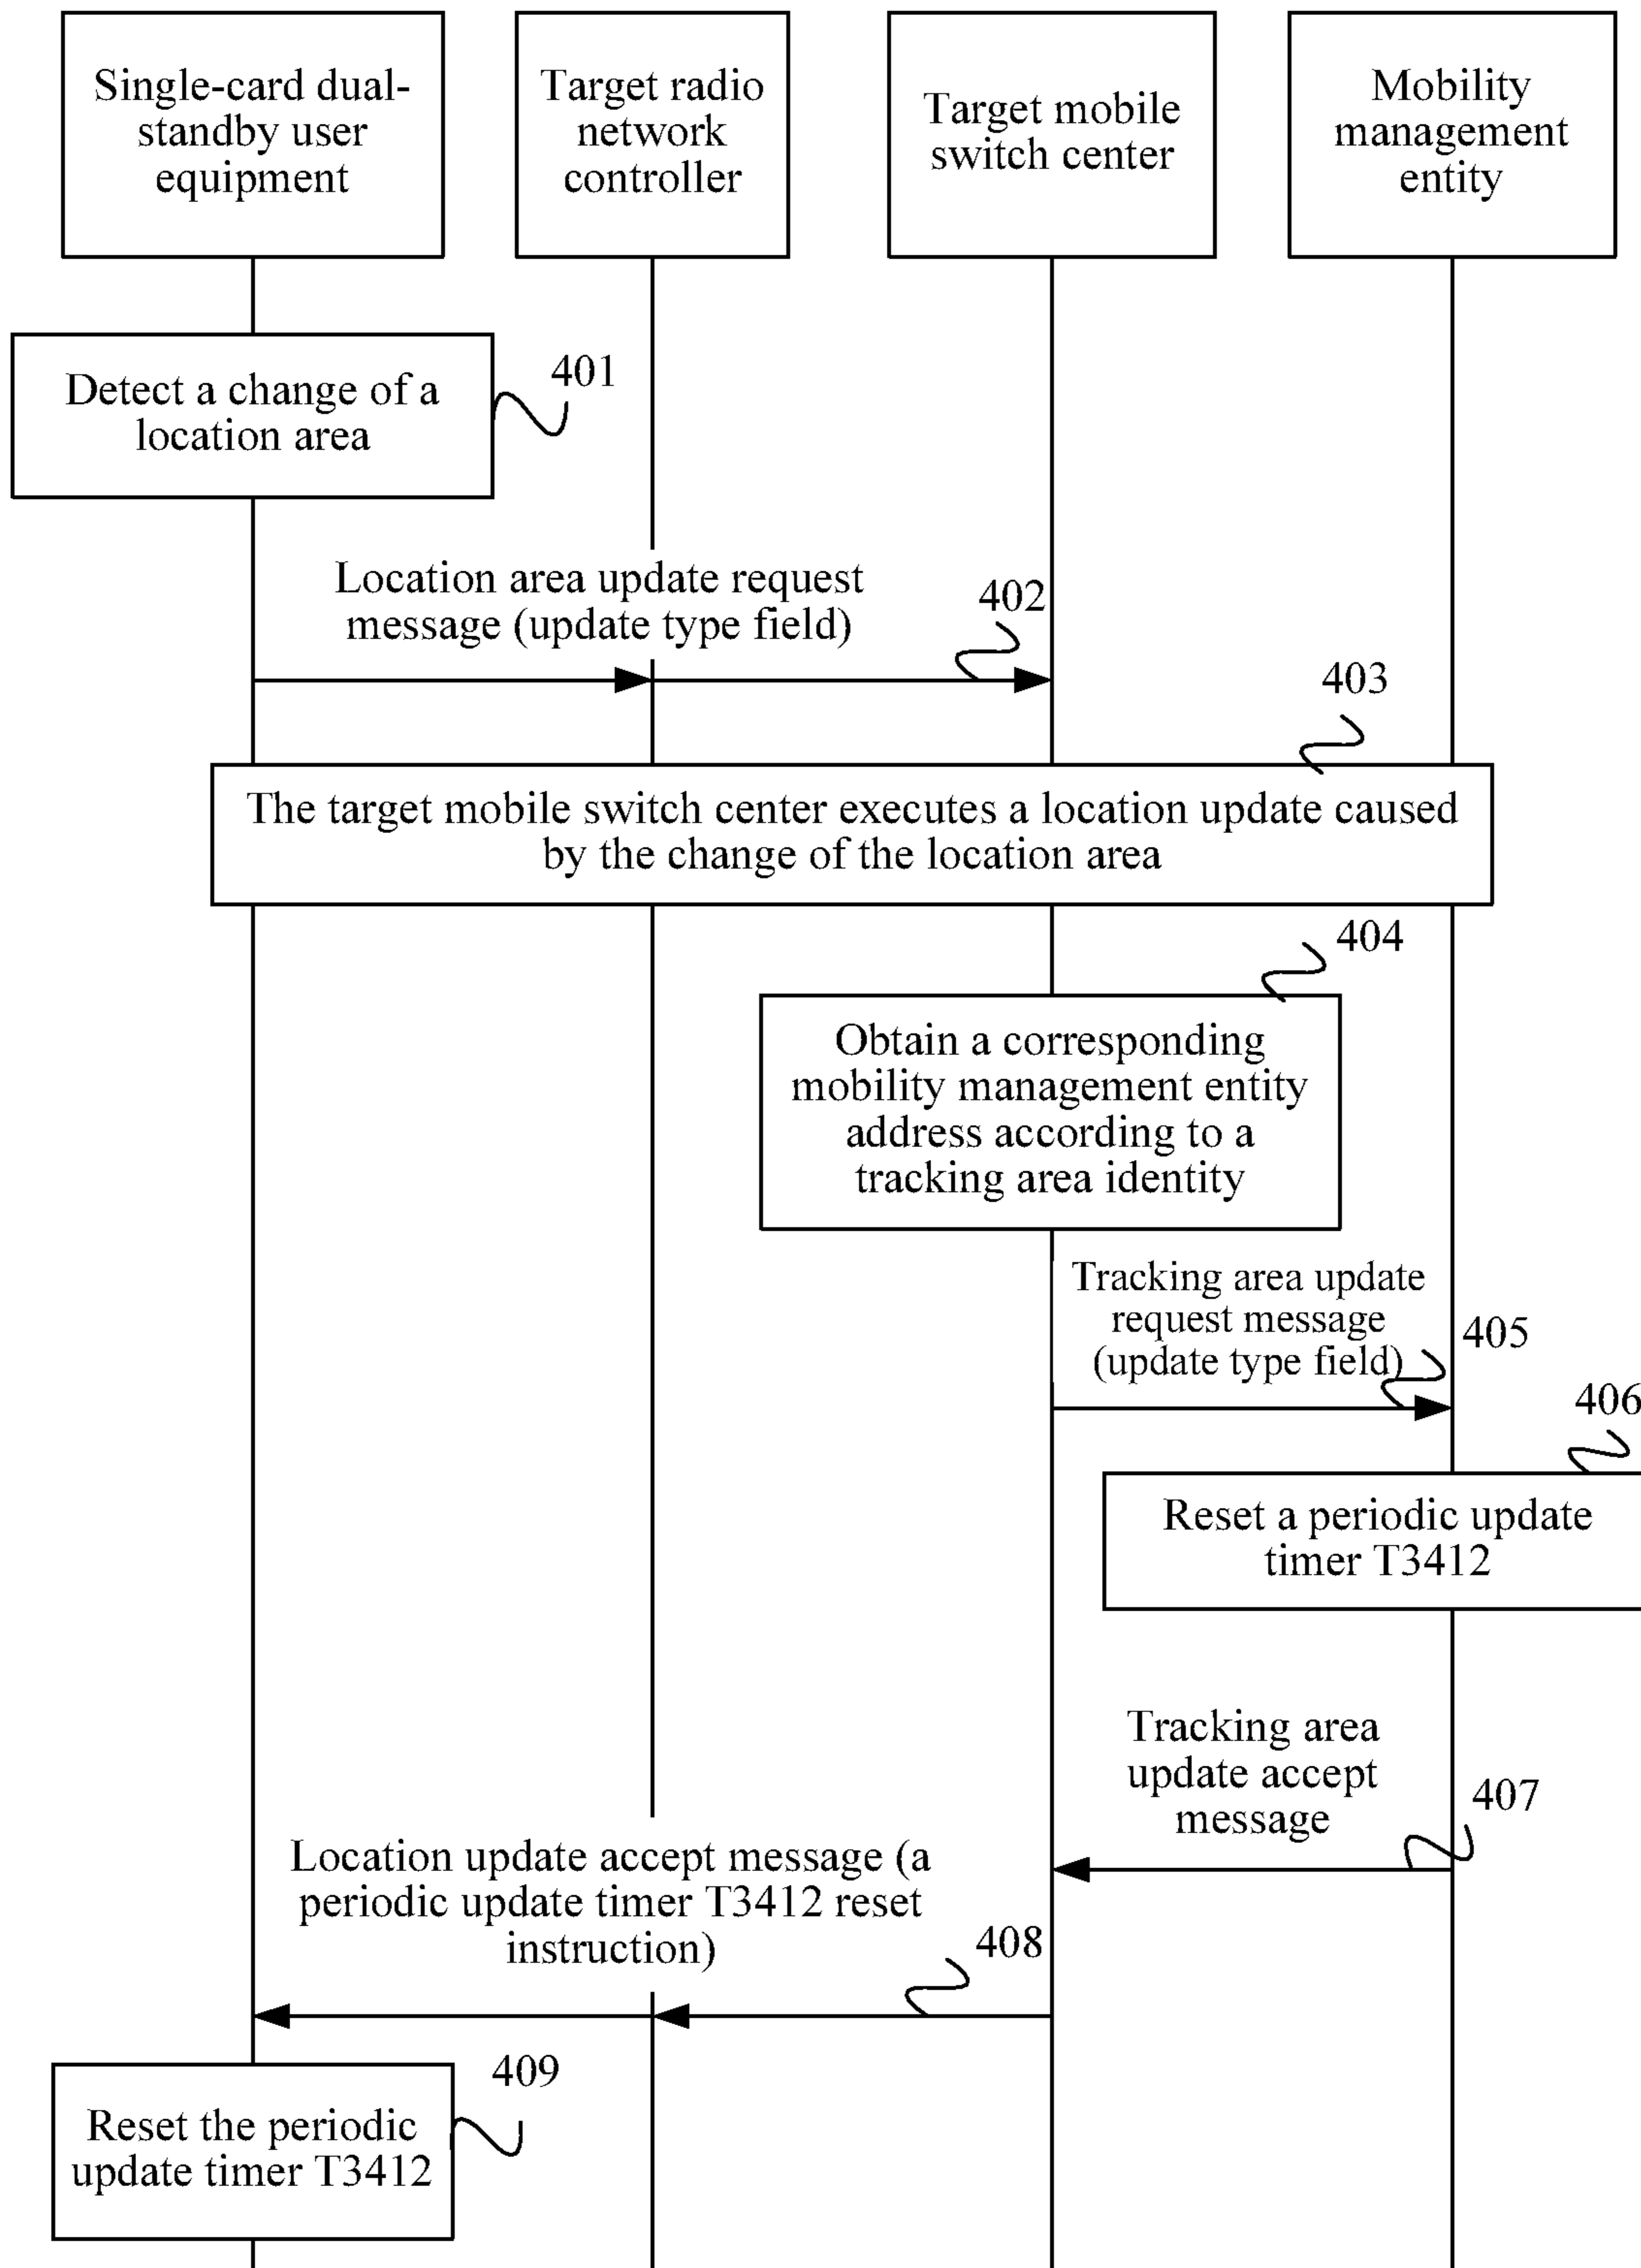 Single-card dual-
standby user
equipment
Target radio
network
controller
Target mobile
switch center
Mobility
management
entity
Detect a change of a
location area
401
Location area update request
message (update type field)
402
403
The target mobile switch center executes a location update caused
by the change of the location area
404
Obtain a corresponding
mobility management entity
address according to a
tracking area identity
Tracking area update
request message
(update type field)
405
406
Reset a periodic update
timer T3412
Tracking area
update accept
message
407
Location update accept message (a
periodic update timer T3412 reset
instruction)
408
409
Reset the periodic
update timer T3412